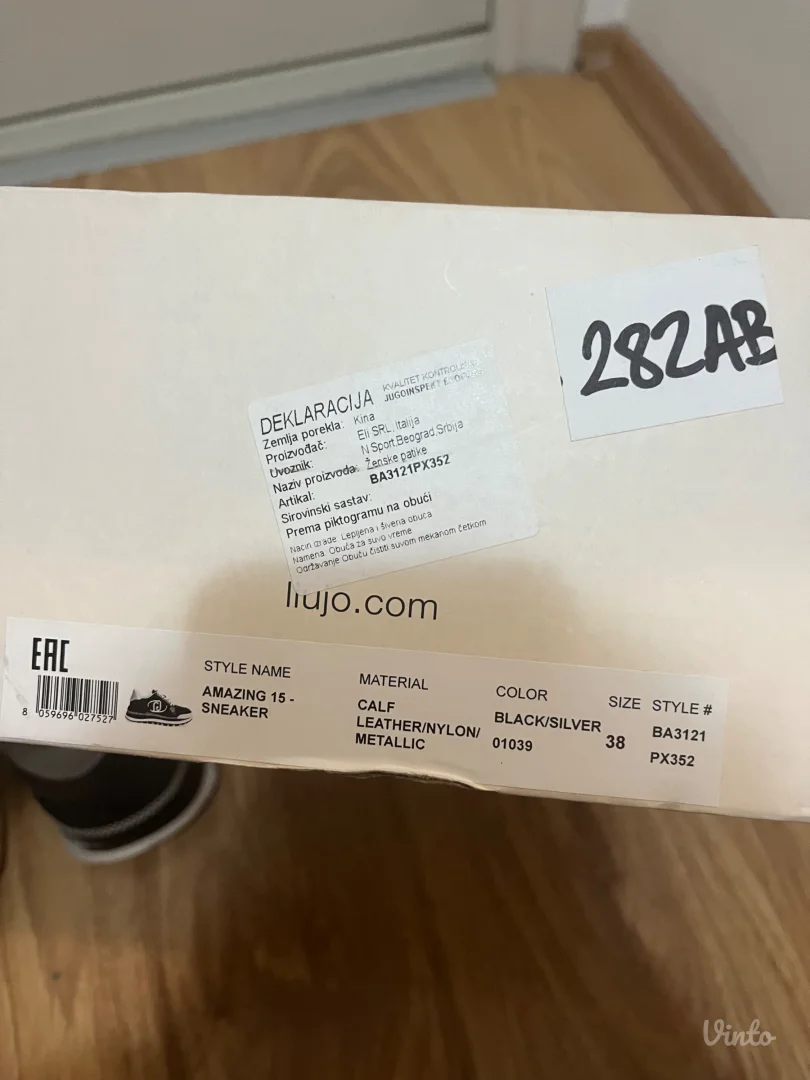 282AB
DEKLARACIJA
KVALITET KONTROLIŠE
JUGOINSPEKT
Zemlja porekla: Kina
Proizvođač: Eli SRL, Italija
Uvoznik: N Sport,Beograd,Srbija
Naziv proizvoda: Ženske patike
Artikal: BA3121PX352
Sirovinski sastav:
Prema piktogramu na obući
Način izrade: Lepljena i šivena obuća
Namena: Obuća za suvo vreme
Održavanje: Obuću čistiti suvom mekanom četkom
liujo.com
EAC
8 059696 027527
STYLE NAME
AMAZING 15 -
SNEAKER
MATERIAL
CALF
LEATHER/NYLON/
METALLIC
COLOR
BLACK/SILVER
01039
SIZE
38
STYLE #
BA3121
PX352
Vinto